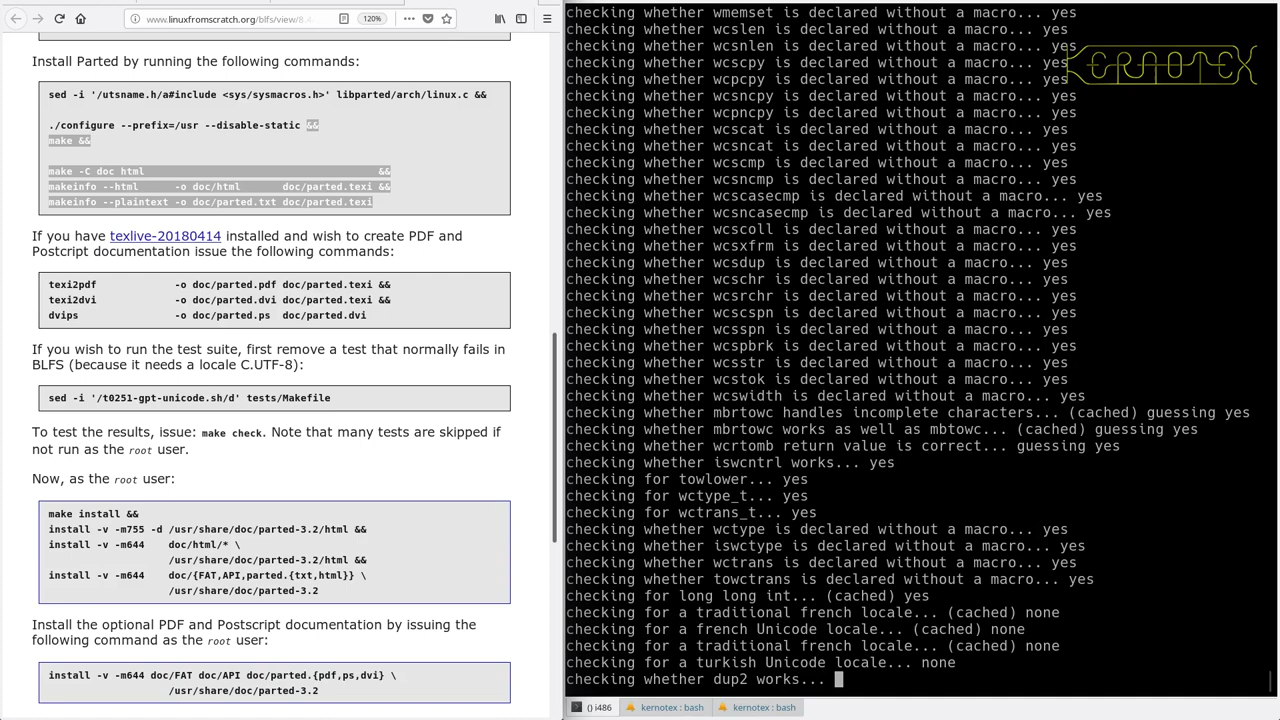 www.linuxfromscratch.org/blfs/view/8.4
120%
Install Parted by running the following commands:
sed -i '/utsname.h/a#include <sys/sysmacros.h>' libparted/arch/linux.c &&
./configure --prefix=/usr --disable-static &&
make &&
make -C doc html &&
makeinfo --html -o doc/html doc/parted.texi &&
makeinfo --plaintext -o doc/parted.txt doc/parted.texi
If you have texlive-20180414 installed and wish to create PDF and
Postcript documentation issue the following commands:
texi2pdf -o doc/parted.pdf doc/parted.texi &&
texi2dvi -o doc/parted.dvi doc/parted.texi &&
dvips -o doc/parted.ps doc/parted.dvi
If you wish to run the test suite, first remove a test that normally fails in
BLFS (because it needs a locale C.UTF-8):
sed -i '/t0251-gpt-unicode.sh/d' tests/Makefile
To test the results, issue: make check. Note that many tests are skipped if
not run as the root user.
Now, as the root user:
make install &&
install -v -m755 -d /usr/share/doc/parted-3.2/html &&
install -v -m644 doc/html/* \
/usr/share/doc/parted-3.2/html &&
install -v -m644 doc/{FAT,API,parted.{txt,html}} \
/usr/share/doc/parted-3.2
Install the optional PDF and Postscript documentation by issuing the
following command as the root user:
install -v -m644 doc/FAT doc/API doc/parted.{pdf,ps,dvi} \
/usr/share/doc/parted-3.2
checking whether wmemset is declared without a macro... yes
checking whether wcslen is declared without a macro... yes
checking whether wcsnlen is declared without a macro... yes
checking whether wcscpy is declared without a macro... yes
checking whether wcpcpy is declared without a macro... yes
checking whether wcsncpy is declared without a macro... yes
checking whether wcpncpy is declared without a macro... yes
checking whether wcscat is declared without a macro... yes
checking whether wcsncat is declared without a macro... yes
checking whether wcscmp is declared without a macro... yes
checking whether wcsncmp is declared without a macro... yes
checking whether wcscasecmp is declared without a macro... yes
checking whether wcsncasecmp is declared without a macro... yes
checking whether wcscoll is declared without a macro... yes
checking whether wcsxfrm is declared without a macro... yes
checking whether wcsdup is declared without a macro... yes
checking whether wcschr is declared without a macro... yes
checking whether wcsrchr is declared without a macro... yes
checking whether wcscspn is declared without a macro... yes
checking whether wcsspn is declared without a macro... yes
checking whether wcspbrk is declared without a macro... yes
checking whether wcsstr is declared without a macro... yes
checking whether wcstok is declared without a macro... yes
checking whether wcswidth is declared without a macro... yes
checking whether mbrtowc handles incomplete characters... (cached) guessing yes
checking whether mbrtowc works as well as mbtowc... (cached) guessing yes
checking whether wcrtomb return value is correct... guessing yes
checking whether iswcntrl works... yes
checking for towlower... yes
checking for wctype_t... yes
checking for wctrans_t... yes
checking whether wctype is declared without a macro... yes
checking whether iswctype is declared without a macro... yes
checking whether wctrans is declared without a macro... yes
checking whether towctrans is declared without a macro... yes
checking for long long int... (cached) yes
checking for a traditional french locale... (cached) none
checking for a french Unicode locale... (cached) none
checking for a traditional french locale... (cached) none
checking for a turkish Unicode locale... none
checking whether dup2 works...
KERNOTEX
() i486
kernotex : bash
kernotex : bash